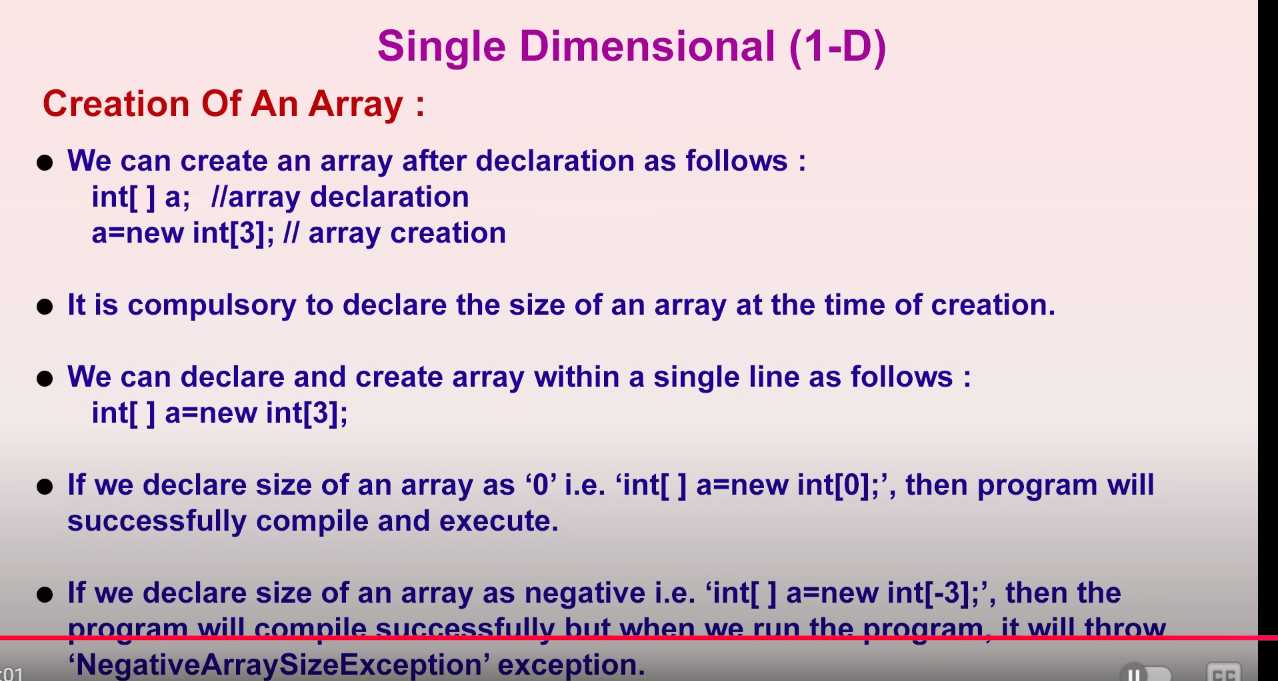 Single Dimensional (1-D)
Creation Of An Array :
● We can create an array after declaration as follows :
int[ ] a;   //array declaration
a=new int[3]; // array creation
● It is compulsory to declare the size of an array at the time of creation.
● We can declare and create array within a single line as follows :
int[ ] a=new int[3];
● If we declare size of an array as ‘0’ i.e. ‘int[ ] a=new int[0];’, then program will
successfully compile and execute.
● If we declare size of an array as negative i.e. ‘int[ ] a=new int[-3];’, then the
program will compile successfully but when we run the program, it will throw
‘NegativeArraySizeException’ exception.
:01
CC